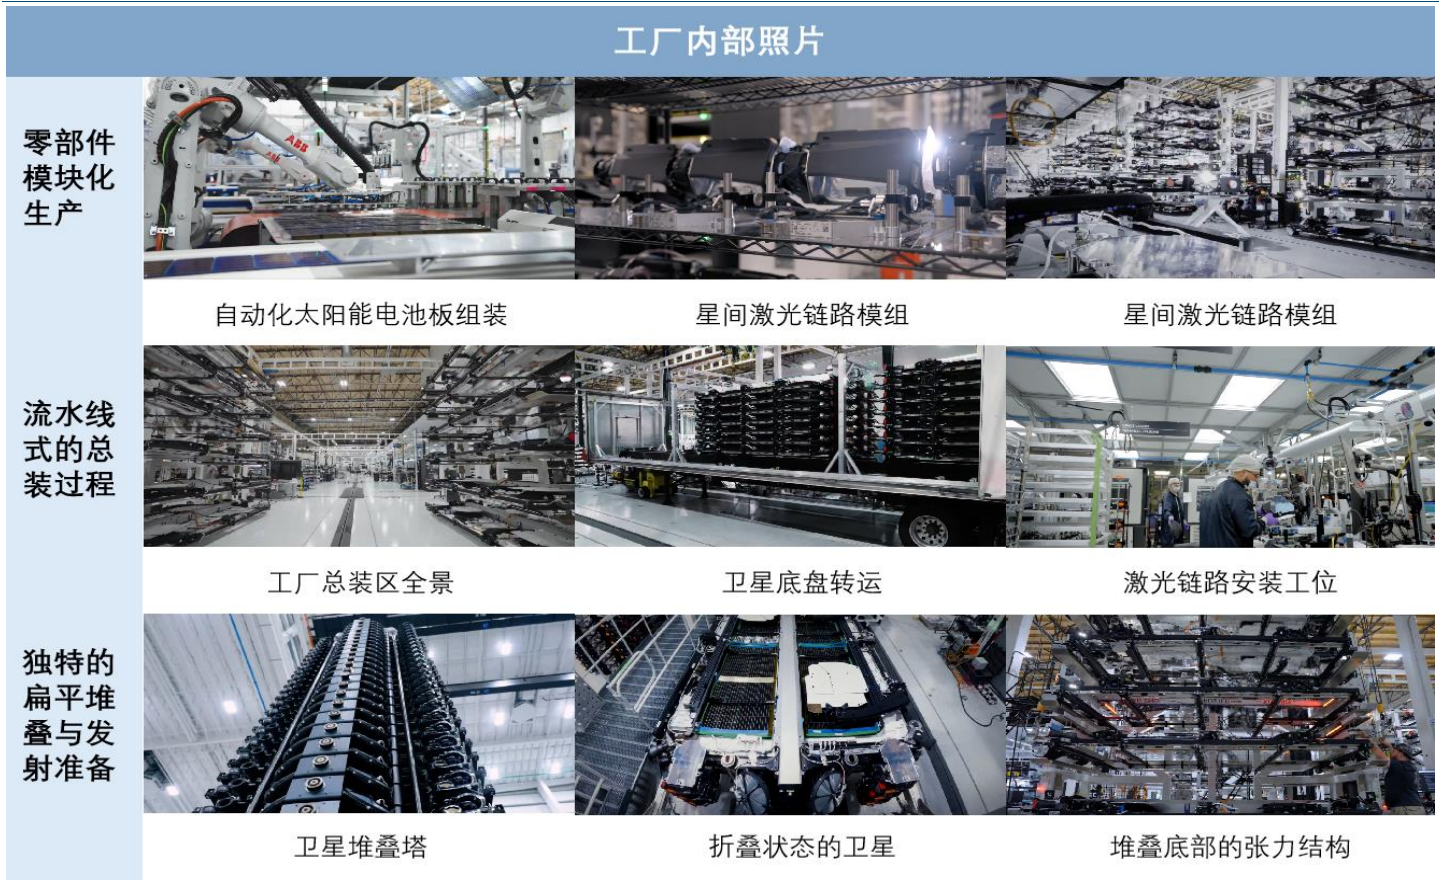 工厂内部照片
零部件
模块化
生产
ABB
自动化太阳能电池板组装
星间激光链路模组
星间激光链路模组
流水线
式的总
装过程
工厂总装区全景
卫星底盘转运
激光链路安装工位
独特的
扁平堆
叠与发
射准备
卫星堆叠塔
折叠状态的卫星
堆叠底部的张力结构